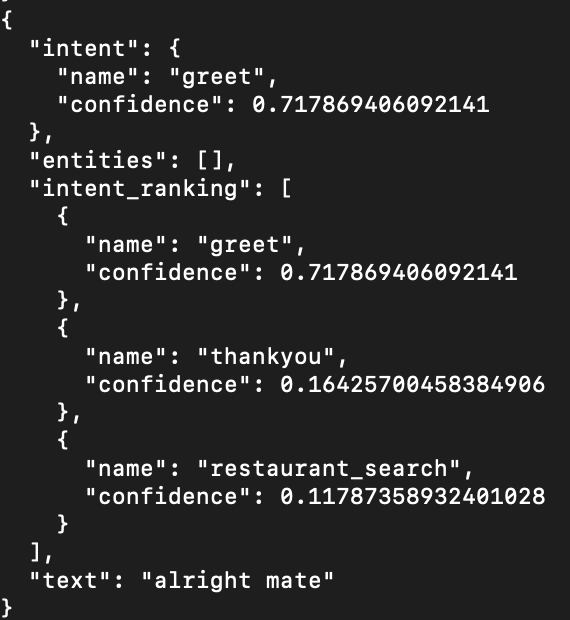 {
  "intent": {
    "name": "greet",
    "confidence": 0.717869406092141
  },
  "entities": [],
  "intent_ranking": [
    {
      "name": "greet",
      "confidence": 0.717869406092141
    },
    {
      "name": "thankyou",
      "confidence": 0.16425700458384906
    },
    {
      "name": "restaurant_search",
      "confidence": 0.11787358932401028
    }
  ],
  "text": "alright mate"
}